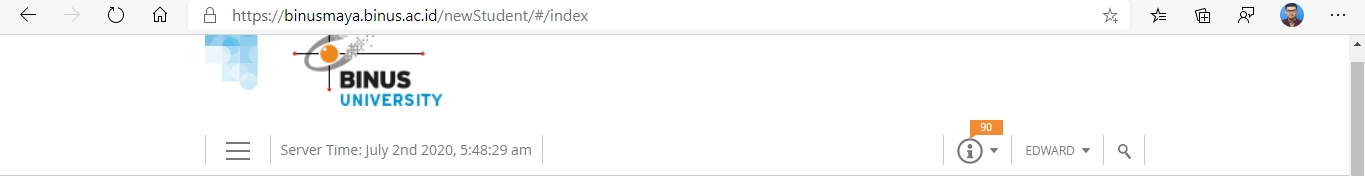 https://binusmaya.binus.ac.id/newStudent/#/index
BINUS
UNIVERSITY
90
Server Time: July 2nd 2020, 5:48:29 am
EDWARD